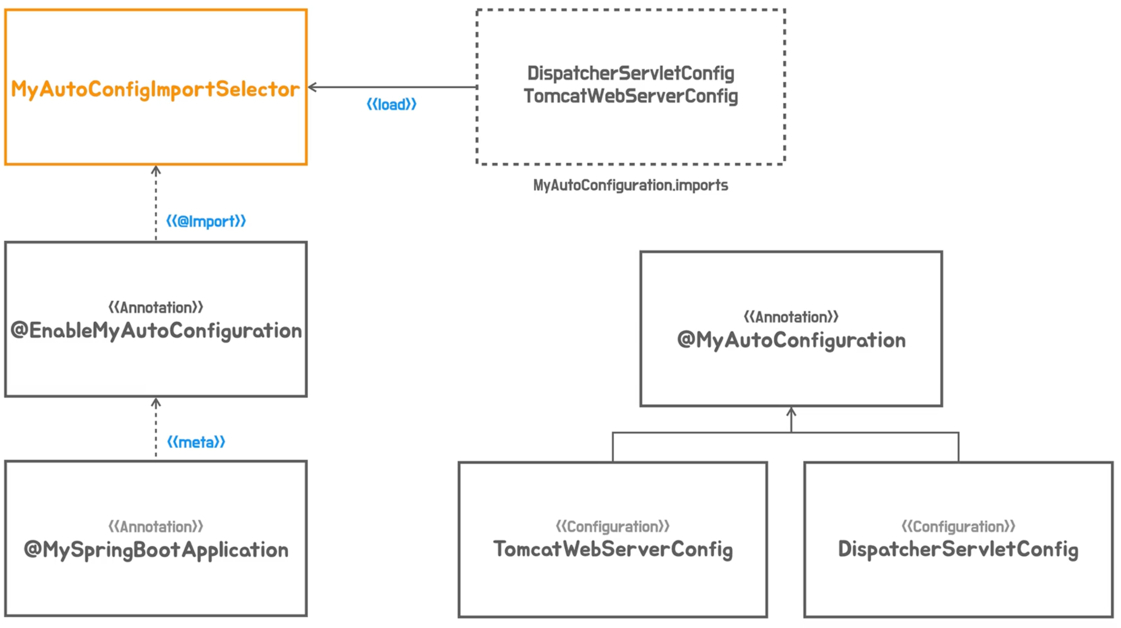 MyAutoConfigImportSelector
DispatcherServletConfig
TomcatWebServerConfig
《load》
MyAutoConfiguration.imports
《@Import》
《Annotation》
@EnableMyAutoConfiguration
《Annotation》
@MyAutoConfiguration
《meta》
《Annotation》
@MySpringBootApplication
《Configuration》
TomcatWebServerConfig
《Configuration》
DispatcherServletConfig